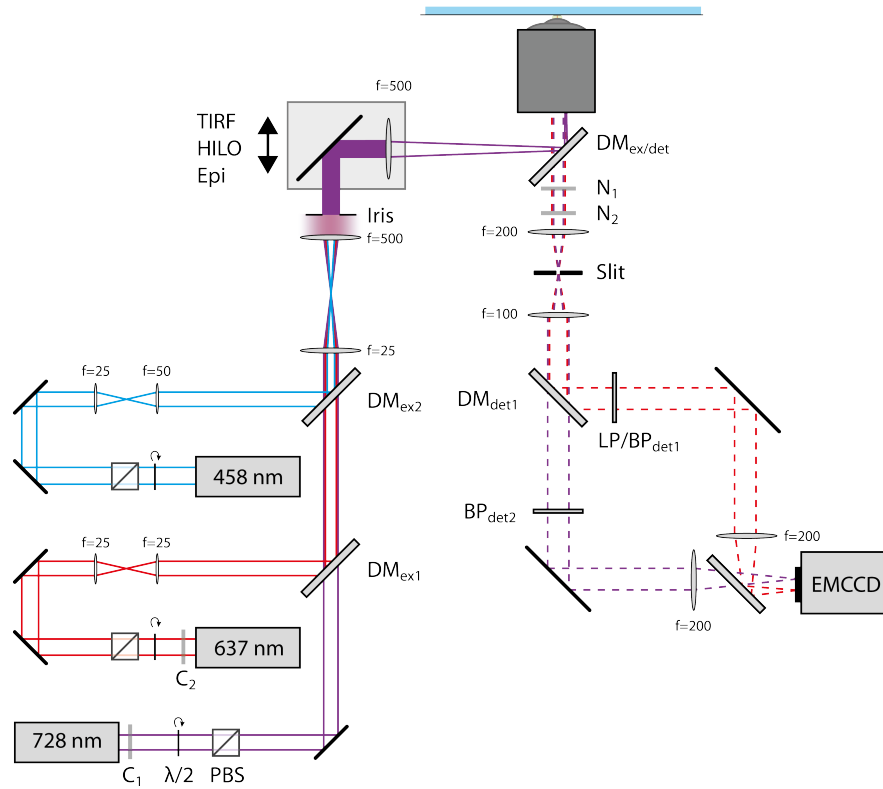 f=500
TIRF
HILO
Epi
DMex/det
N1
N2
Iris
f=500
f=200
Slit
f=100
f=25
f=25
f=50
DMex2
DMdet1
LP/BPdet1
458 nm
BPdet2
f=25
f=25
f=200
DMex1
EMCCD
f=200
637 nm
C2
728 nm
C1
λ/2
PBS